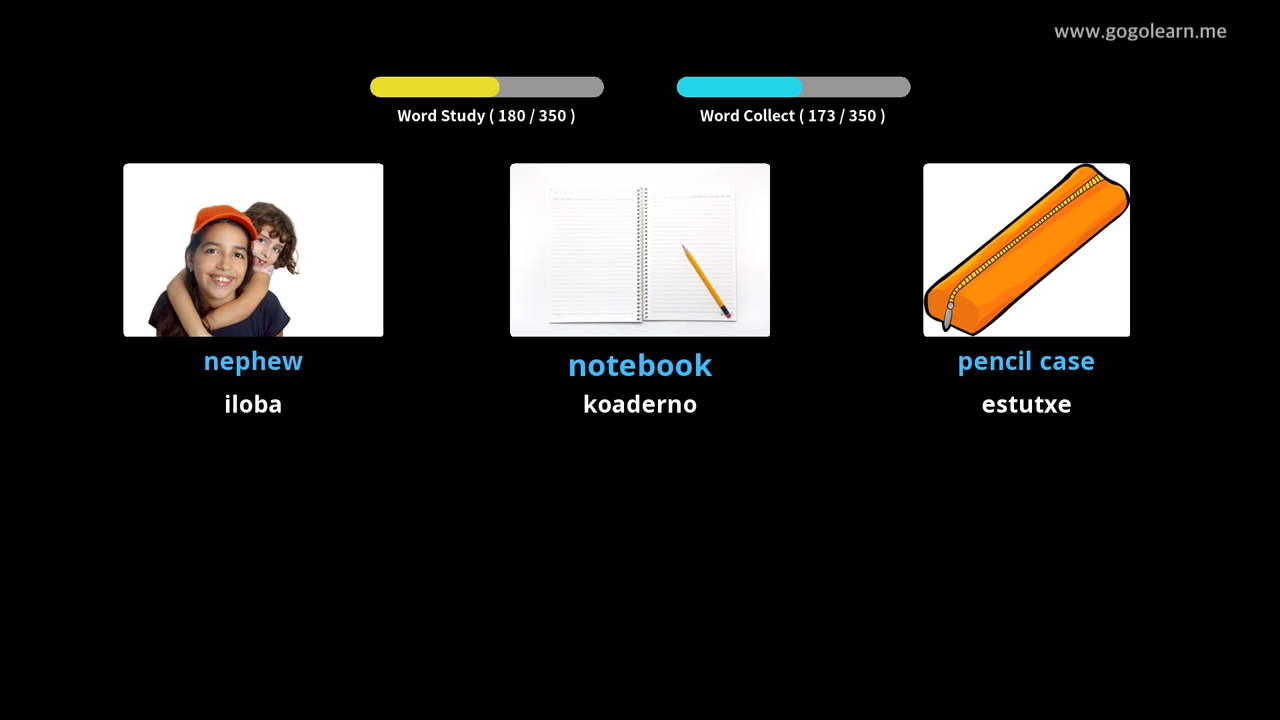 www.gogolearn.me
Word Study ( 180 / 350 )
Word Collect ( 173 / 350 )
nephew
notebook
pencil case
iloba
koaderno
estutxe